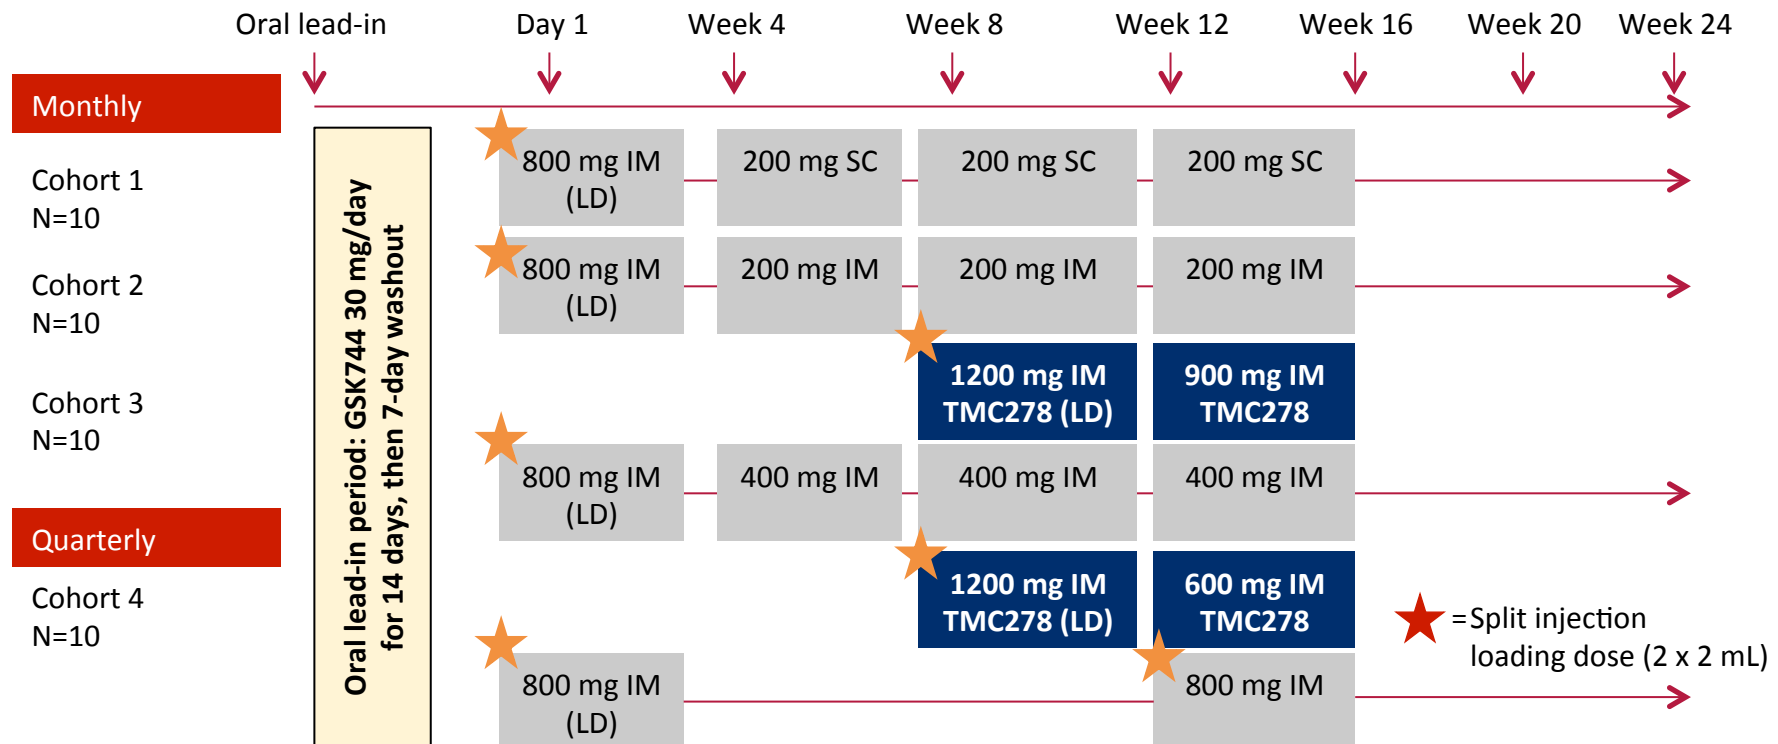 Oral lead-in
Day 1
Week 4
Week 8
Week 12
Week 16
Week 20
Week 24
Monthly
Cohort 1
N=10
Cohort 2
N=10
Cohort 3
N=10
Quarterly
Cohort 4
N=10
Oral lead-in period: GSK744 30 mg/day
for 14 days, then 7-day washout
800 mg IM
(LD)
200 mg SC
200 mg SC
200 mg SC
800 mg IM
(LD)
200 mg IM
200 mg IM
200 mg IM
1200 mg IM
TMC278 (LD)
900 mg IM
TMC278
800 mg IM
(LD)
400 mg IM
400 mg IM
400 mg IM
1200 mg IM
TMC278 (LD)
600 mg IM
TMC278
800 mg IM
(LD)
800 mg IM
=Split injection
loading dose (2 x 2 mL)